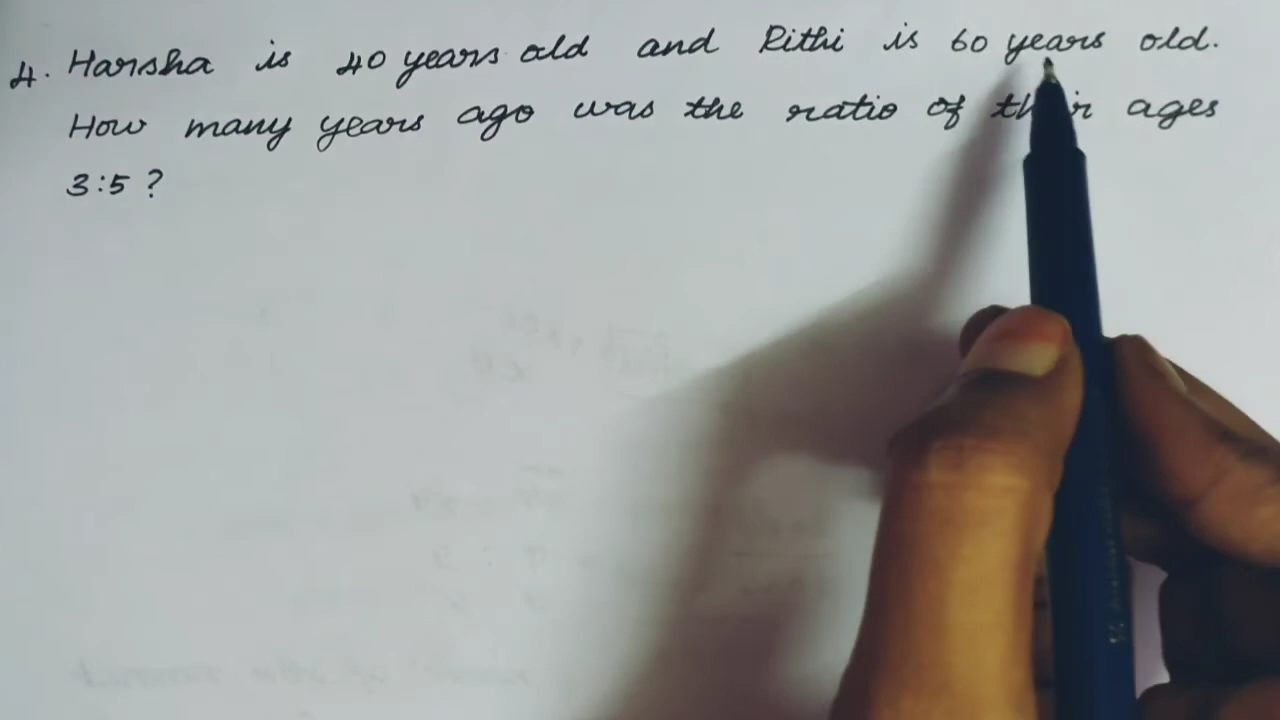 4. Harsha is 40 years old and Rithi is 60 years old.
How many years ago was the ratio of their ages
3:5 ?